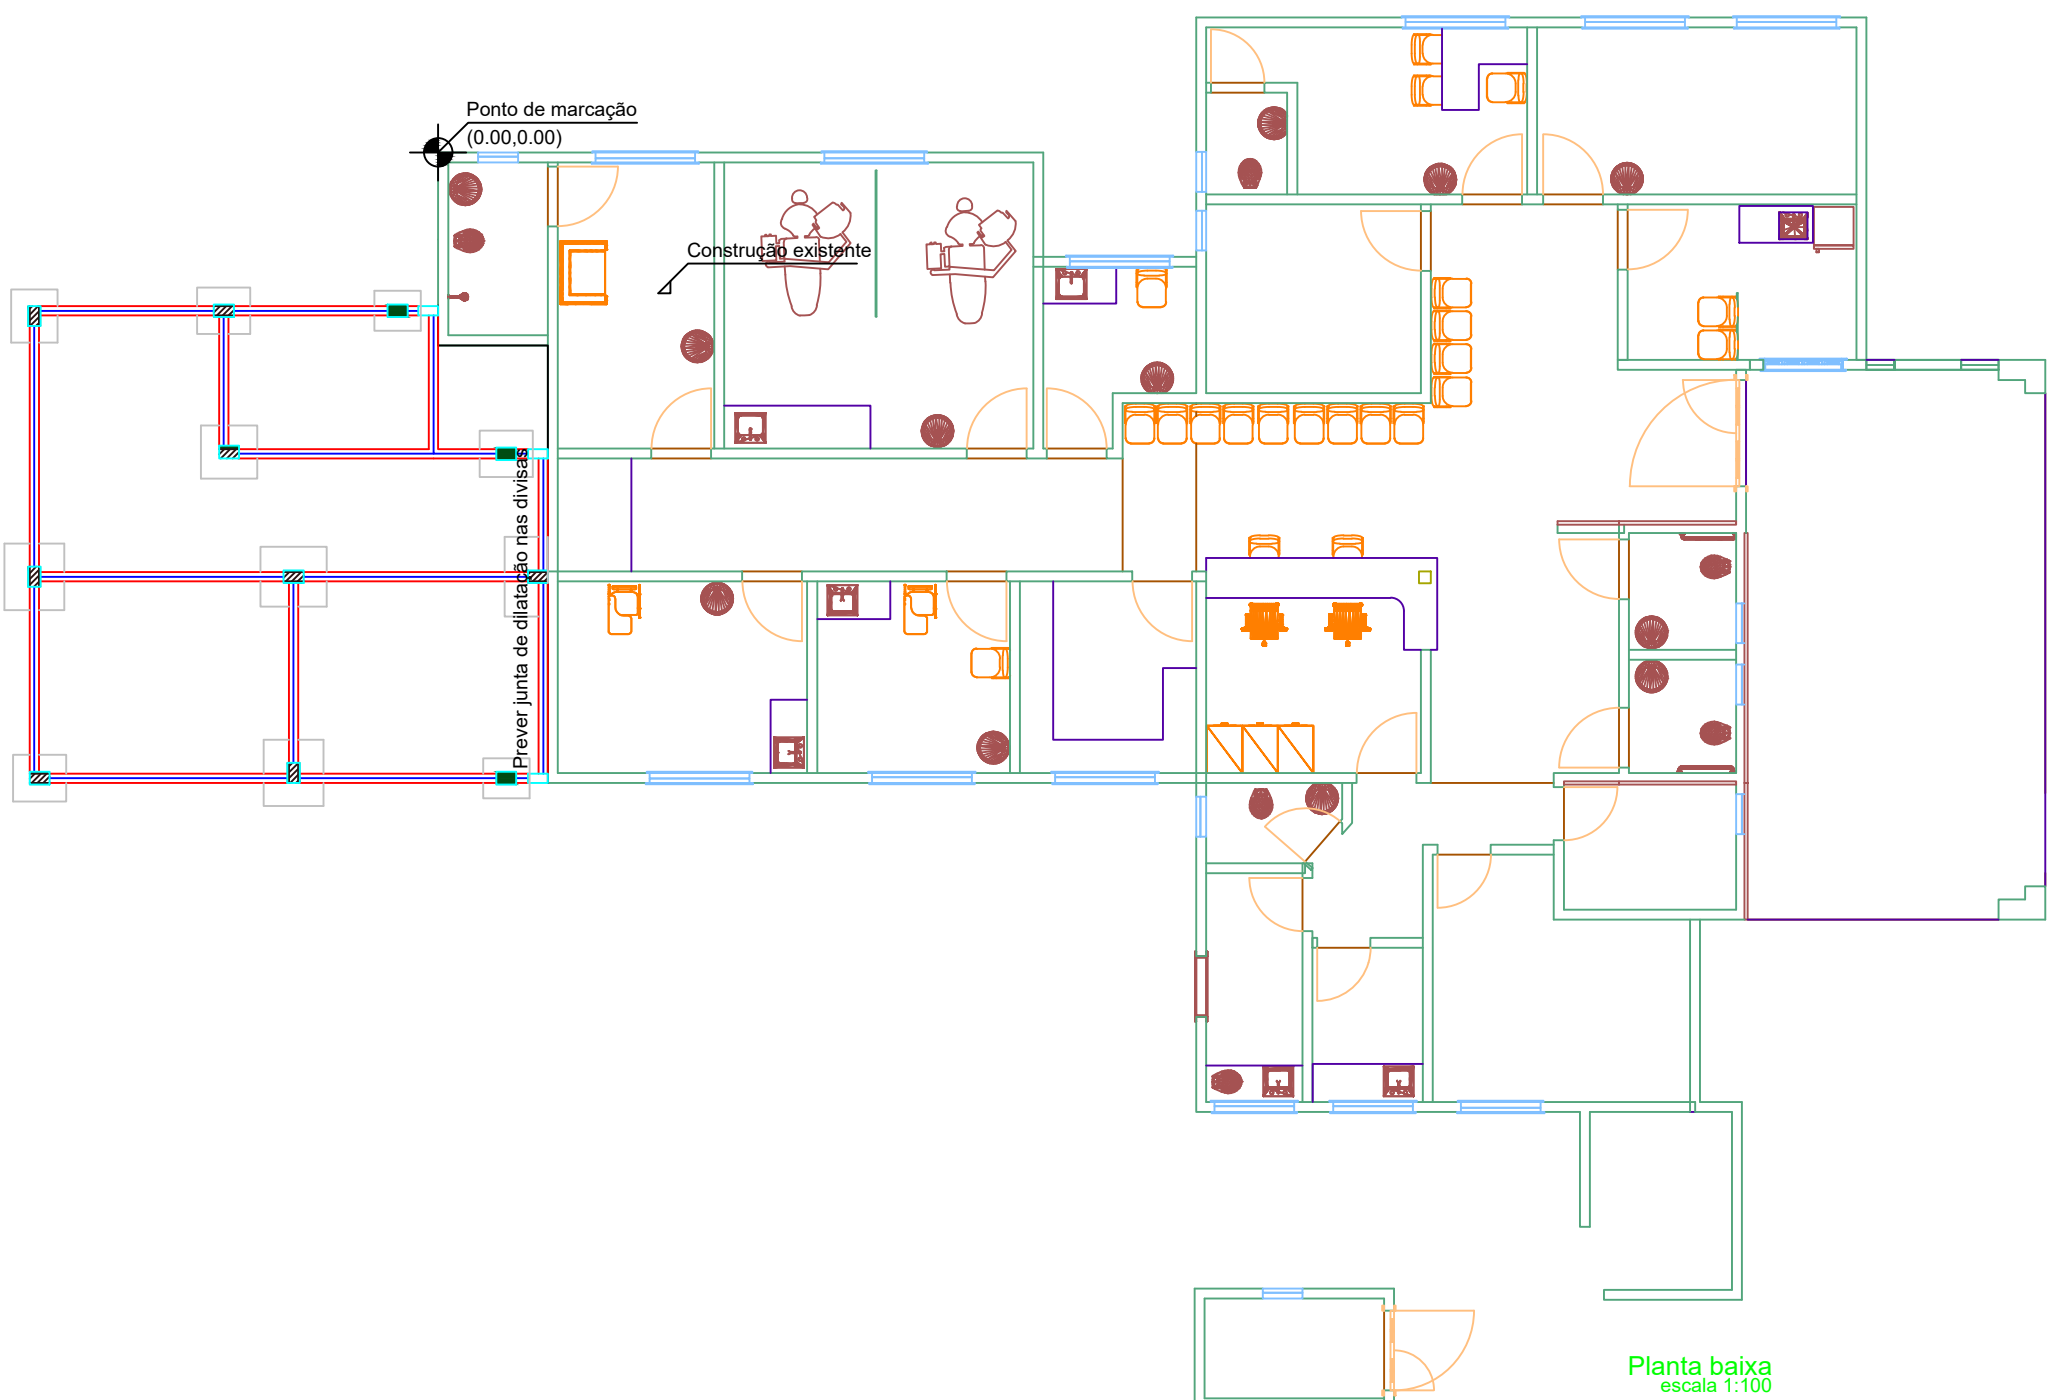 Ponto de marcação
(0.00,0.00)
Construção existente
Prever junta de dilatação nas divisas
Planta baixa
escala 1:100